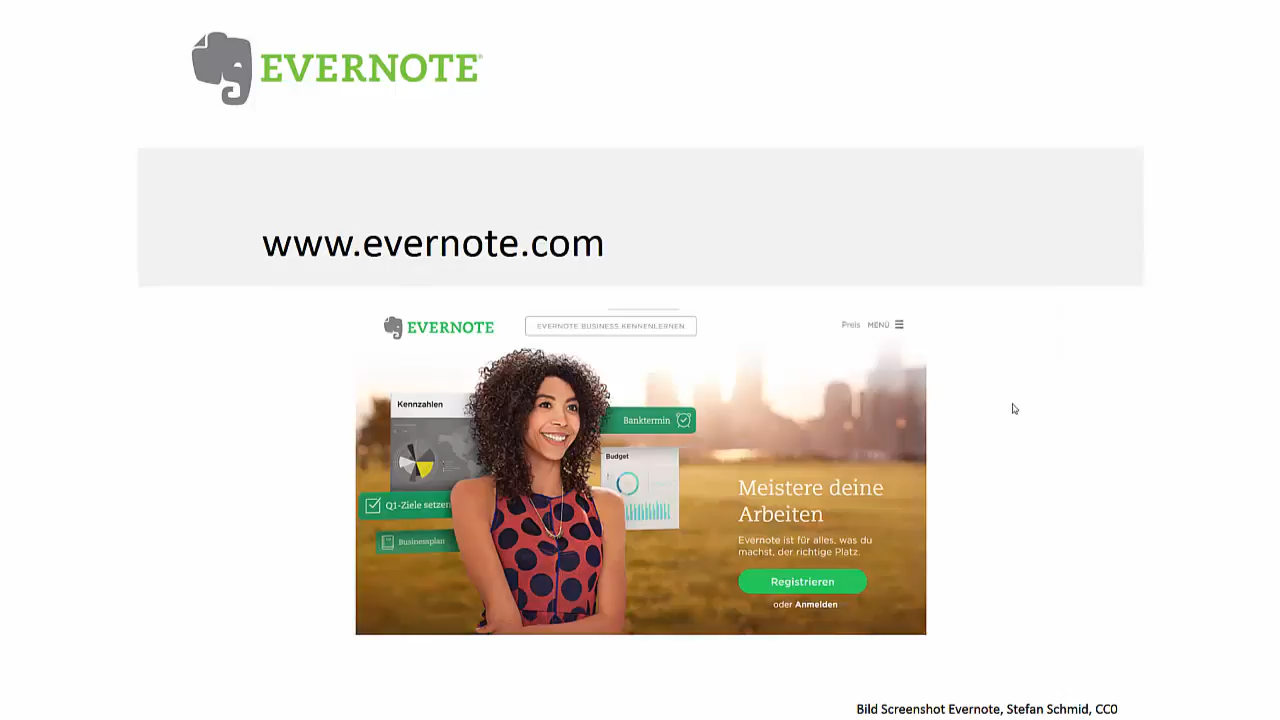 EVERNOTE
www.evernote.com
EVERNOTE
EVERNOTE BUSINESS KENNENLERNEN
Preis MENÜ
Kennzahlen
Banktermin
Budget
Q1-Ziele setzen
Businessplan
Meistere deine
Arbeiten
Evernote ist für alles, was du
machst, der richtige Platz.
Registrieren
oder Anmelden
Bild Screenshot Evernote, Stefan Schmid, CC0